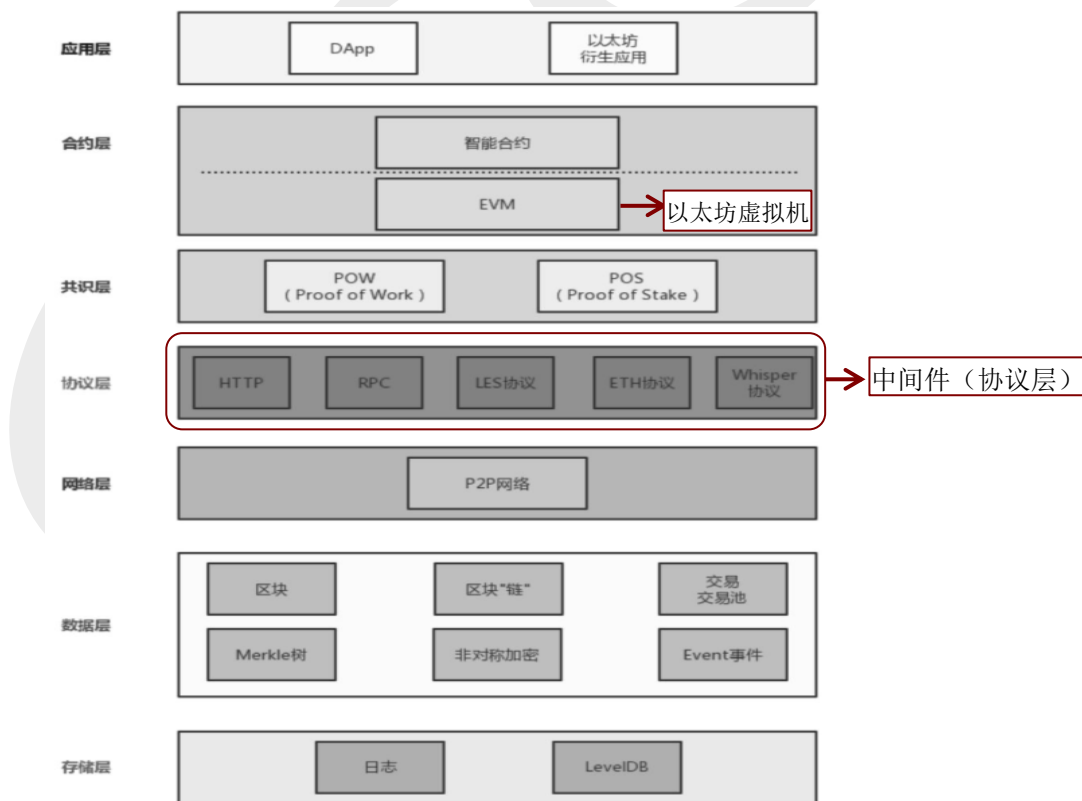 应用层
DApp
以太坊
衍生应用
合约层
智能合约
EVM
以太坊虚拟机
共识层
POW
( Proof of Work )
POS
( Proof of Stake )
协议层
HTTP
RPC
LES协议
ETH协议
Whisper
协议
中间件（协议层）
网络层
P2P网络
数据层
区块
区块"链"
交易
交易池
Merkle树
非对称加密
Event事件
存储层
日志
LevelDB